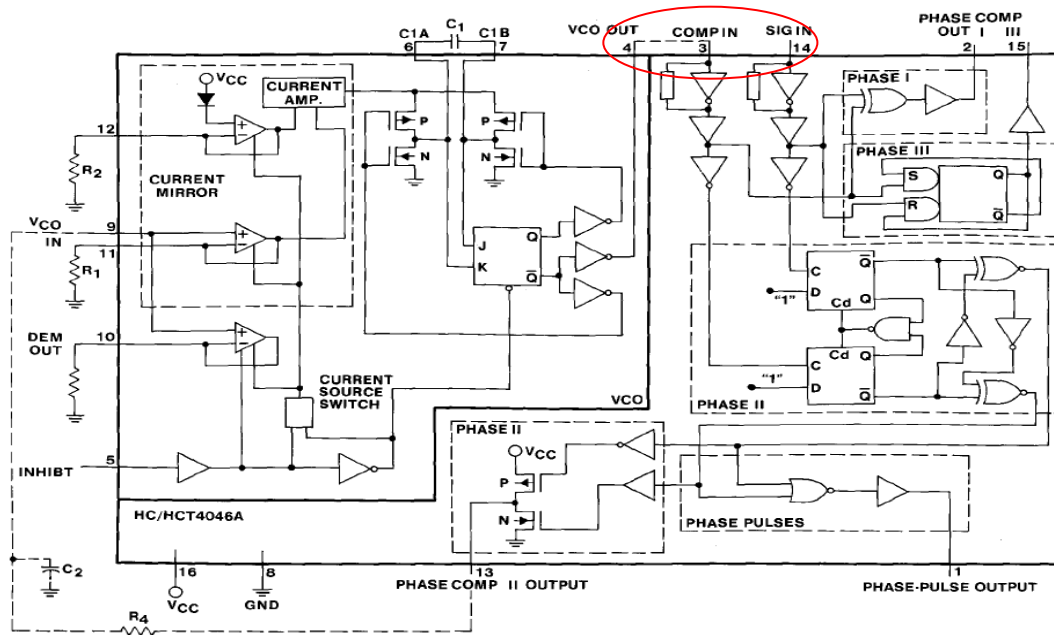 C1
C1A C1B
6 7
VCO OUT
4
COMP IN
3
SIG IN
14
PHASE COMP
OUT I III
2 15
VCC
CURRENT
AMP.
12
R2
CURRENT
MIRROR
VCO
IN
9
11
R1
DEM
OUT
10
CURRENT
SOURCE
SWITCH
INHIBT
5
P
N
P
N
J
K
Q
Q
VCO
PHASE I
PHASE III
S
R
Q
Q
C
D
"1"
Q
Q
Cd
Cd
C
D
"1"
Q
Q
PHASE II
PHASE II
VCC
P
N
PHASE PULSES
HC/HCT4046A
C2
16
VCC
8
GND
13
PHASE COMP II OUTPUT
1
PHASE-PULSE OUTPUT
R4